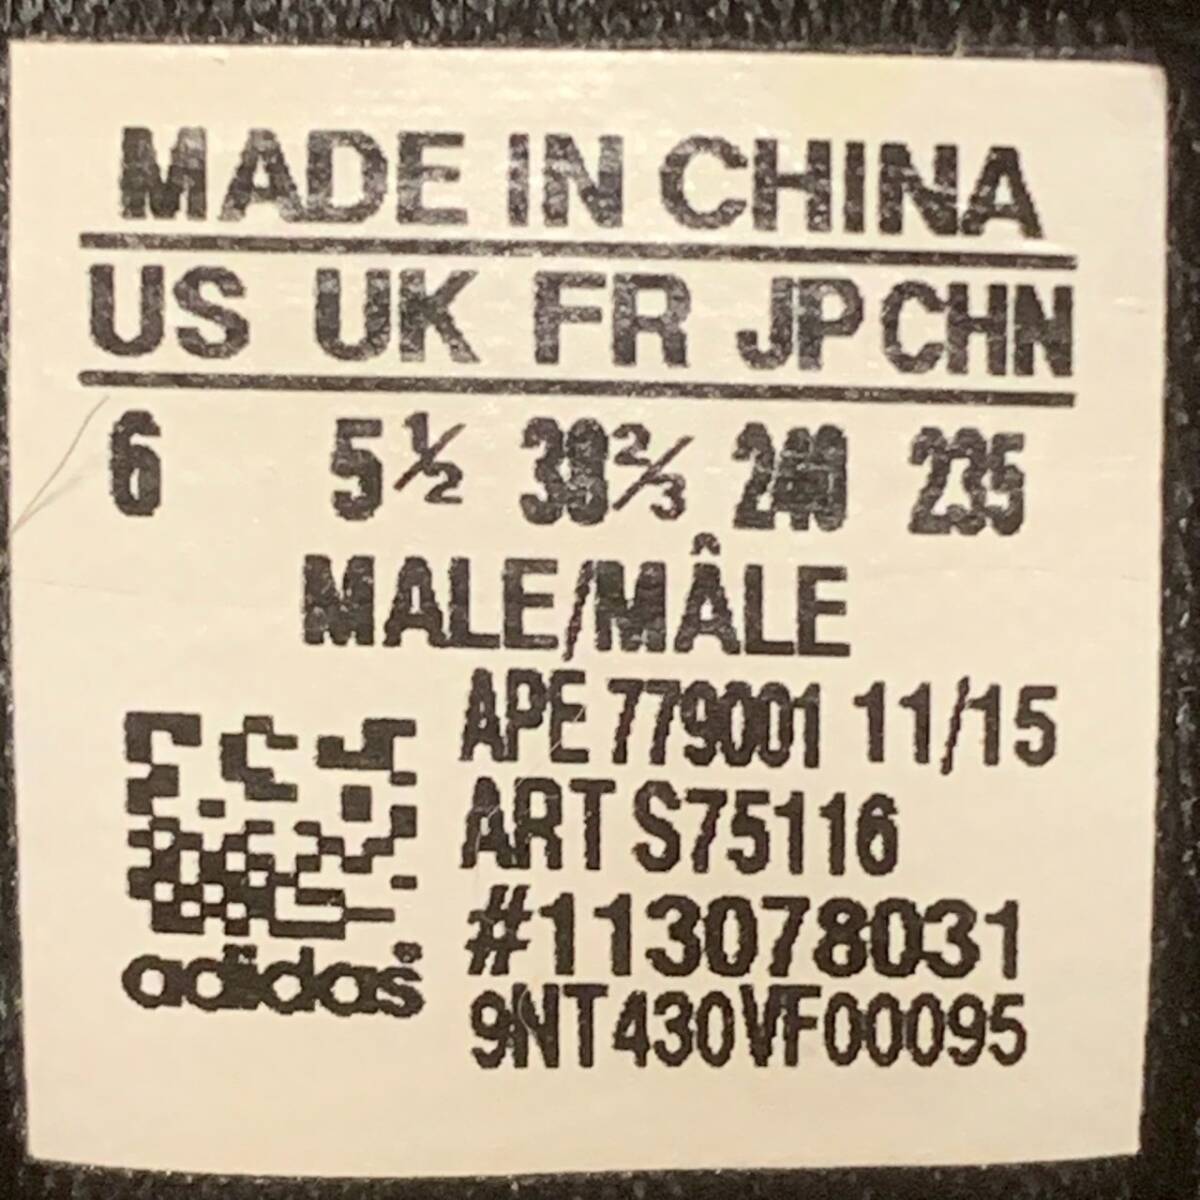 MADE IN CHINA
US UK FR JP CHN
6 5½ 38⅔ 240 235
MALE/MÂLE
APE 779001 11/15
ART S75116
#113078031
9NT430VF00095
adidas